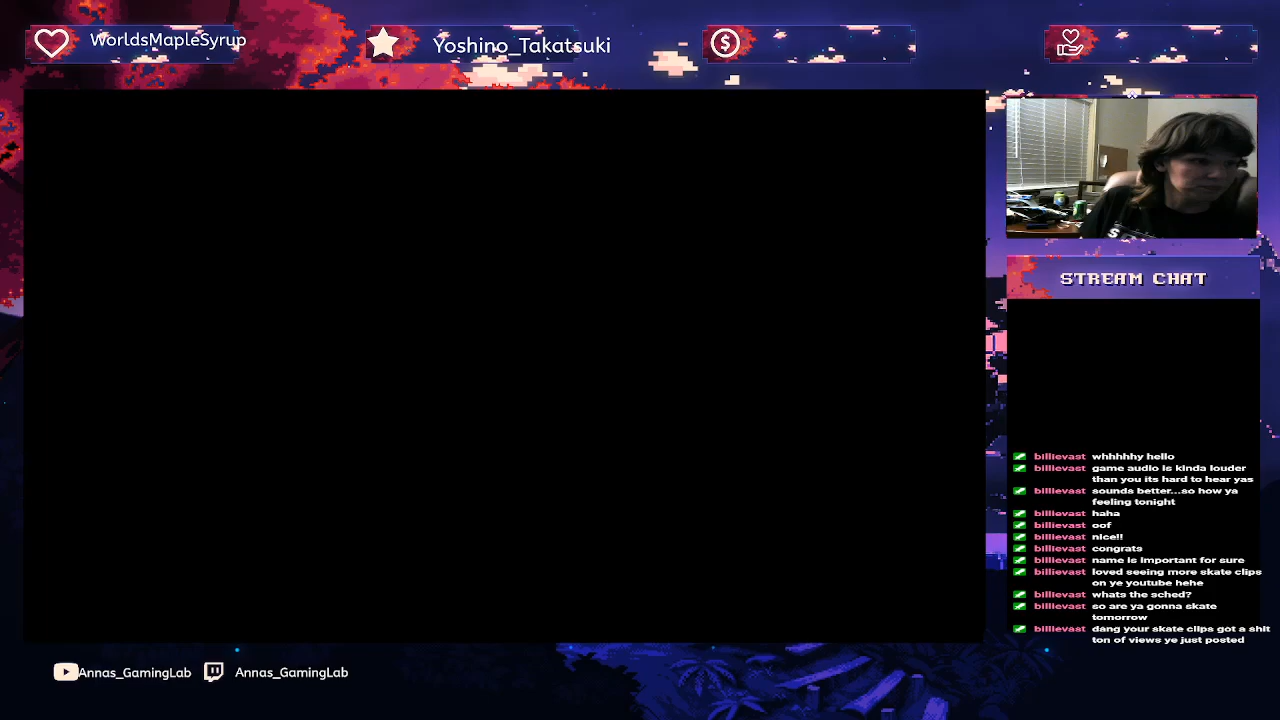 WorldsMapleSyrup
Yoshino_Takatsuki
STREAM CHAT
billievast whhhhhy hello
billievast game audio is kinda louder
than you its hard to hear yas
billievast sounds better...so how ya
feeling tonight
billievast haha
billievast oof
billievast nice!!
billievast congrats
billievast name is important for sure
billievast loved seeing more skate clips
on ye youtube hehe
billievast whats the sched?
billievast so are ya gonna skate
tomorrow
billievast dang your skate clips got a shit
ton of views ye just posted
Annas_GamingLab
Annas_GamingLab